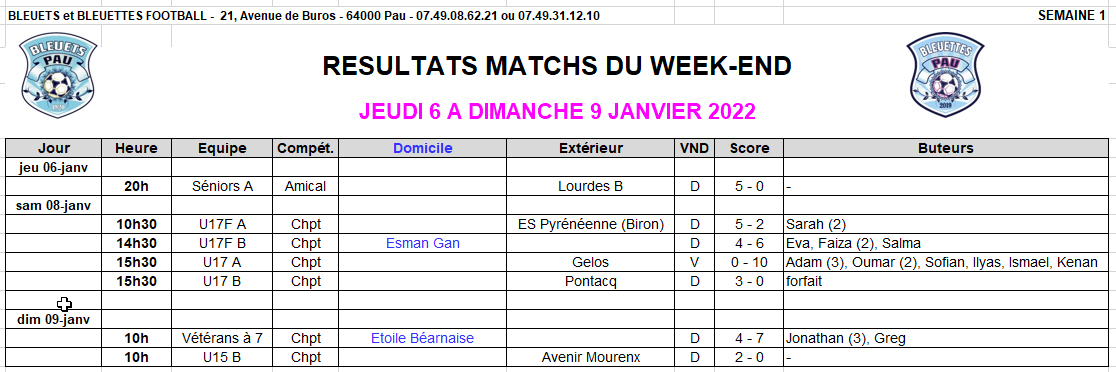 BLEUETS et BLEUETTES FOOTBALL - 21, Avenue de Buros - 64000 Pau - 07.49.08.62.21 ou 07.49.31.12.10 SEMAINE 1
BLEUETS PAU
BLEUETTES PAU 2019
RESULTATS MATCHS DU WEEK-END
JEUDI 6 A DIMANCHE 9 JANVIER 2022
Jour Heure Equipe Compét. Domicile Extérieur VND Score Buteurs
jeu 06-janv
20h Séniors A Amical Lourdes B D 5 - 0 -
sam 08-janv
10h30 U17F A Chpt ES Pyrénéenne (Biron) D 5 - 2 Sarah (2)
14h30 U17F B Chpt Esman Gan D 4 - 6 Eva, Faiza (2), Salma
15h30 U17 A Chpt Gelos V 0 - 10 Adam (3), Oumar (2), Sofian, Ilyas, Ismael, Kenan
15h30 U17 B Chpt Pontacq D 3 - 0 forfait
dim 09-janv
10h Vétérans à 7 Chpt Etoile Béarnaise D 4 - 7 Jonathan (3), Greg
10h U15 B Chpt Avenir Mourenx D 2 - 0 -